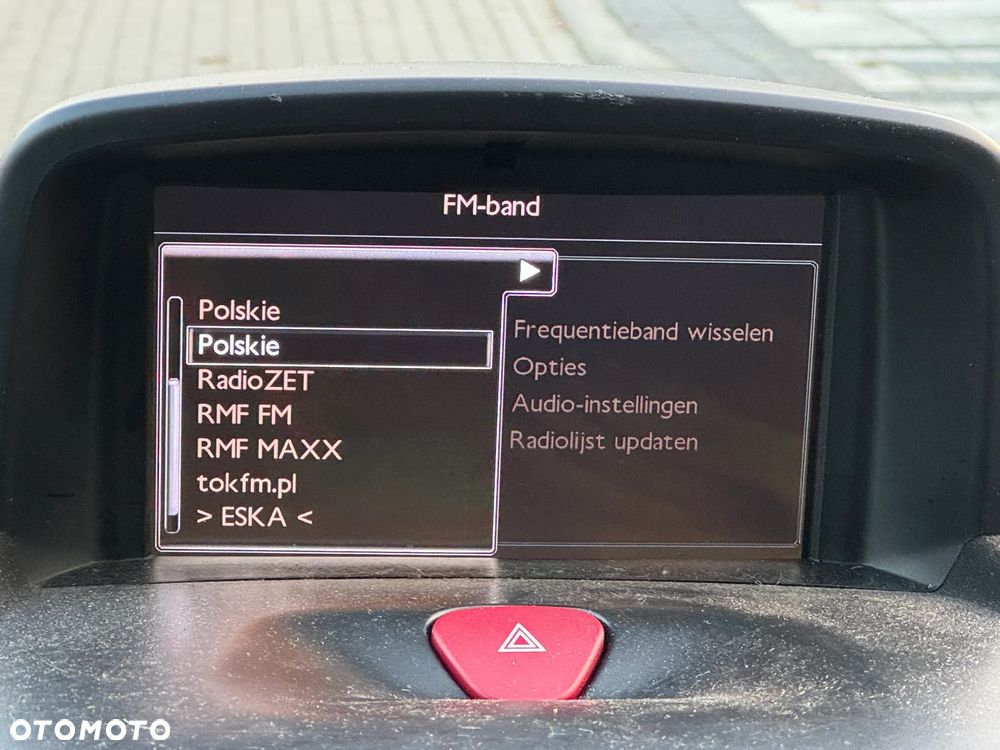 FM-band
Polskie
Polskie
RadioZET
RMF FM
RMF MAXX
tokfm.pl
> ESKA <
Frequentieband wisselen
Opties
Audio-instellingen
Radiolijst updaten
OTOMOTO